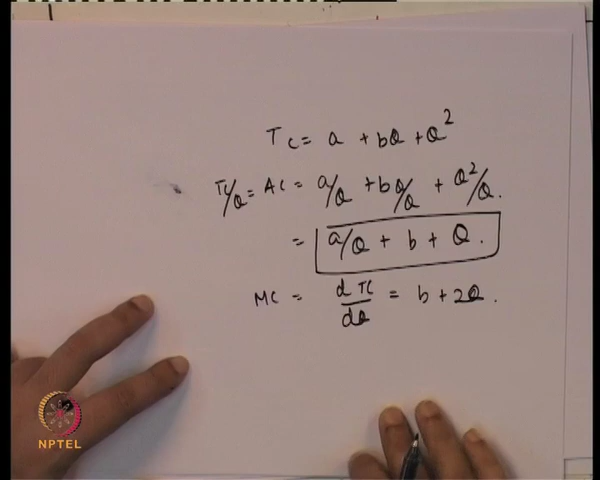 TC = a + bQ + Q²
TC/Q = AC = a/Q + bQ/Q + Q²/Q.
= a/Q + b + Q.
MC = dTC/dQ = b + 2Q.
NPTEL